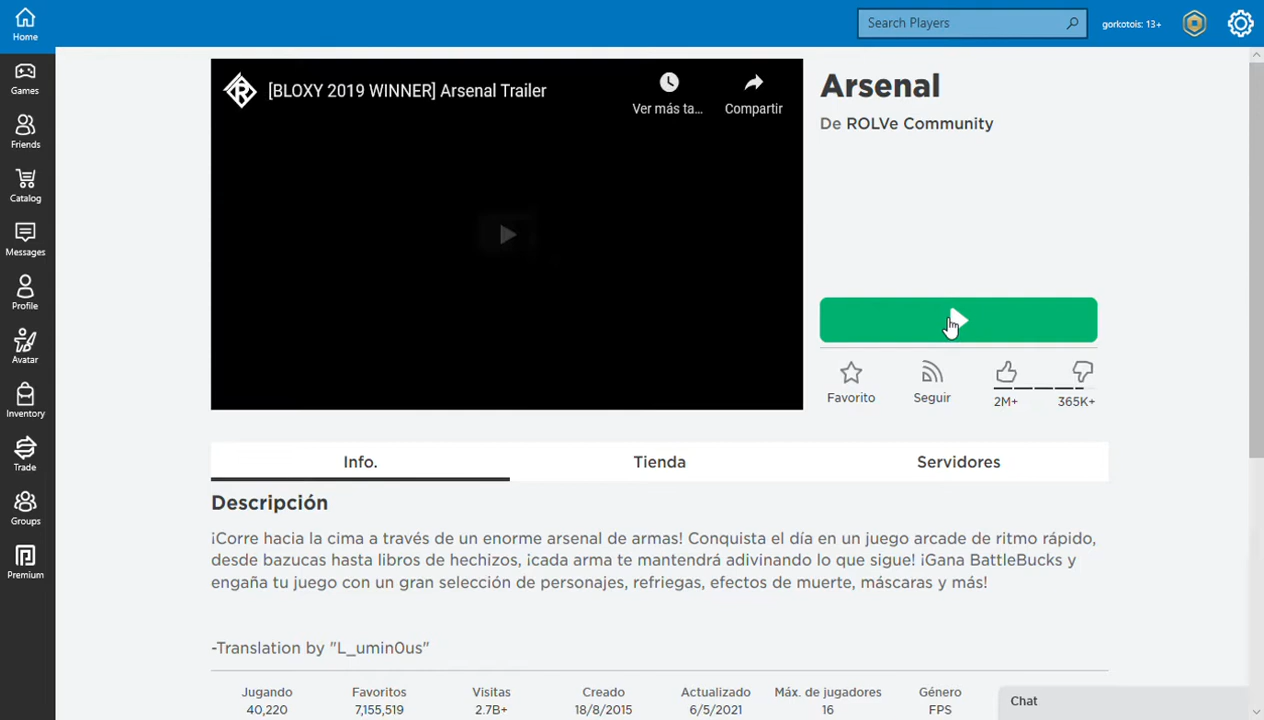 Home
Search Players
gorkotois: 13+
Games
Friends
Catalog
Messages
Profile
Avatar
Inventory
Trade
Groups
Premium
[BLOXY 2019 WINNER] Arsenal Trailer
Ver más ta...
Compartir
Arsenal
De ROLVe Community
Favorito
Seguir
2M+
365K+
Info.
Tienda
Servidores
Descripción
¡Corre hacia la cima a través de un enorme arsenal de armas! Conquista el día en un juego arcade de ritmo rápido,
desde bazucas hasta libros de hechizos, ¡cada arma te mantendrá adivinando lo que sigue! ¡Gana BattleBucks y
engaña tu juego con un gran selección de personajes, refriegas, efectos de muerte, máscaras y más!
-Translation by "L_umin0us"
Jugando
40,220
Favoritos
7,155,519
Visitas
2.7B+
Creado
18/8/2015
Actualizado
6/5/2021
Máx. de jugadores
16
Género
FPS
Chat